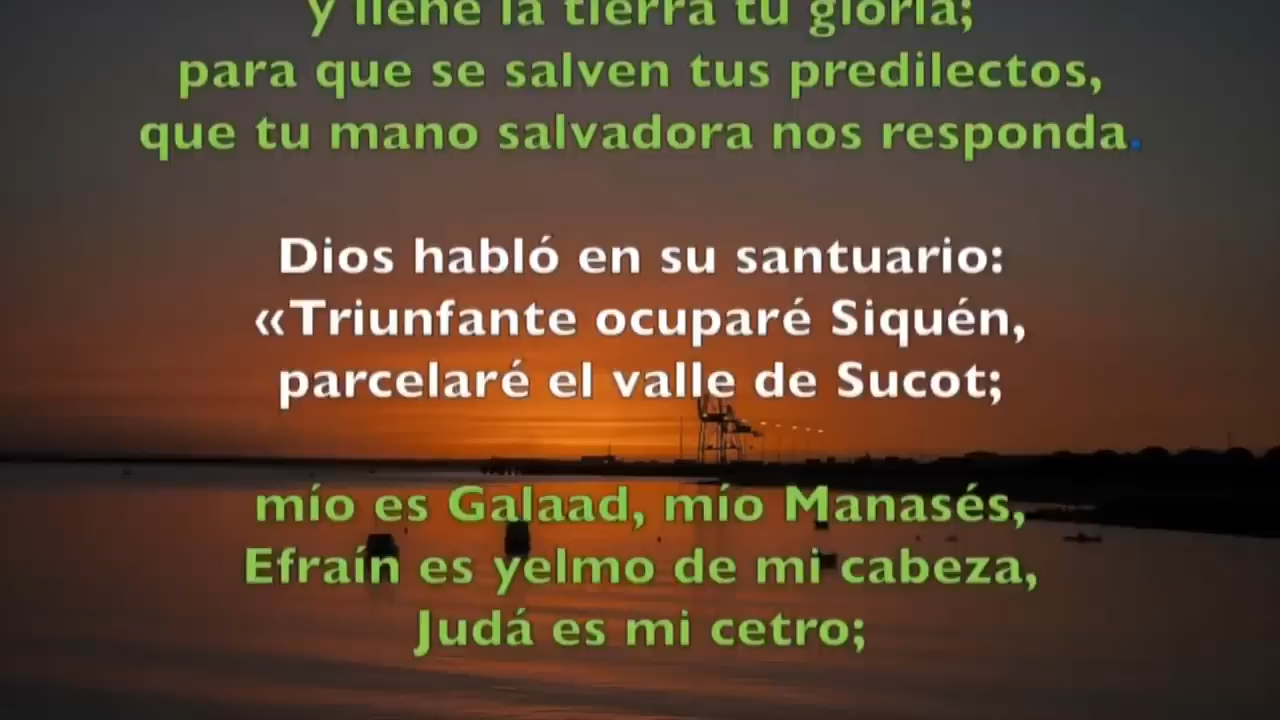 y llene la tierra tu gloria;
para que se salven tus predilectos,
que tu mano salvadora nos responda.
Dios habló en su santuario:
«Triunfante ocuparé Siquén,
parcelaré el valle de Sucot;
mío es Galaad, mío Manasés,
Efraín es yelmo de mi cabeza,
Judá es mi cetro;